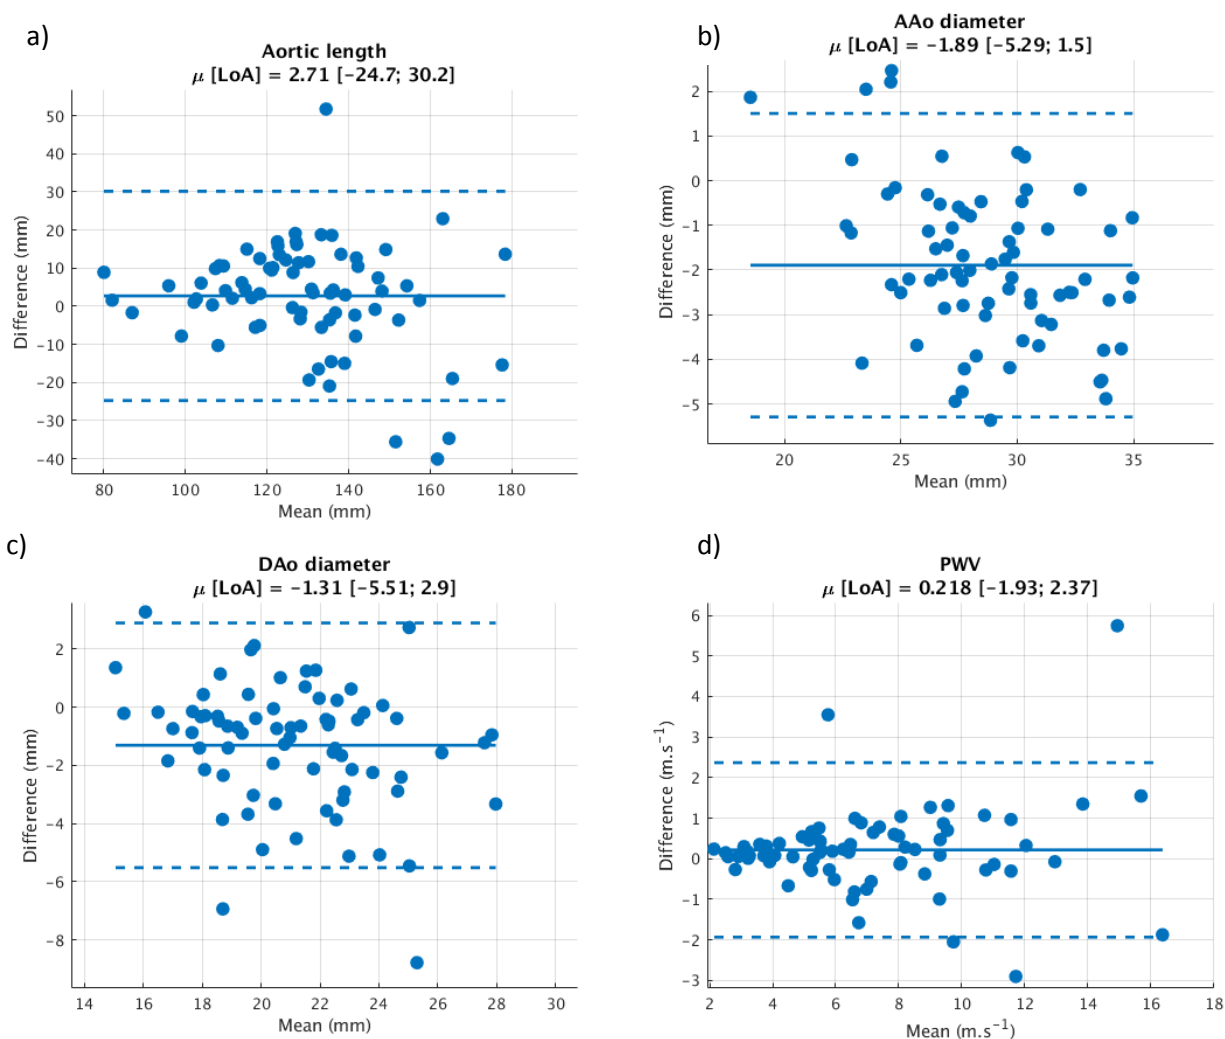 a)
Aortic length
μ [LoA] = 2.71 [−24.7; 30.2]
50
40
30
20
10
0
−10
−20
−30
−40
Difference (mm)
80 100 120 140 160 180
Mean (mm)
b)
AAo diameter
μ [LoA] = −1.89 [−5.29; 1.5]
2
1
0
−1
−2
−3
−4
−5
Difference (mm)
20 25 30 35
Mean (mm)
c)
DAo diameter
μ [LoA] = −1.31 [−5.51; 2.9]
2
0
−2
−4
−6
−8
Difference (mm)
14 16 18 20 22 24 26 28 30
Mean (mm)
d)
PWV
μ [LoA] = 0.218 [−1.93; 2.37]
6
5
4
3
2
1
0
−1
−2
−3
Difference (m.s⁻¹)
2 4 6 8 10 12 14 16 18
Mean (m.s⁻¹)